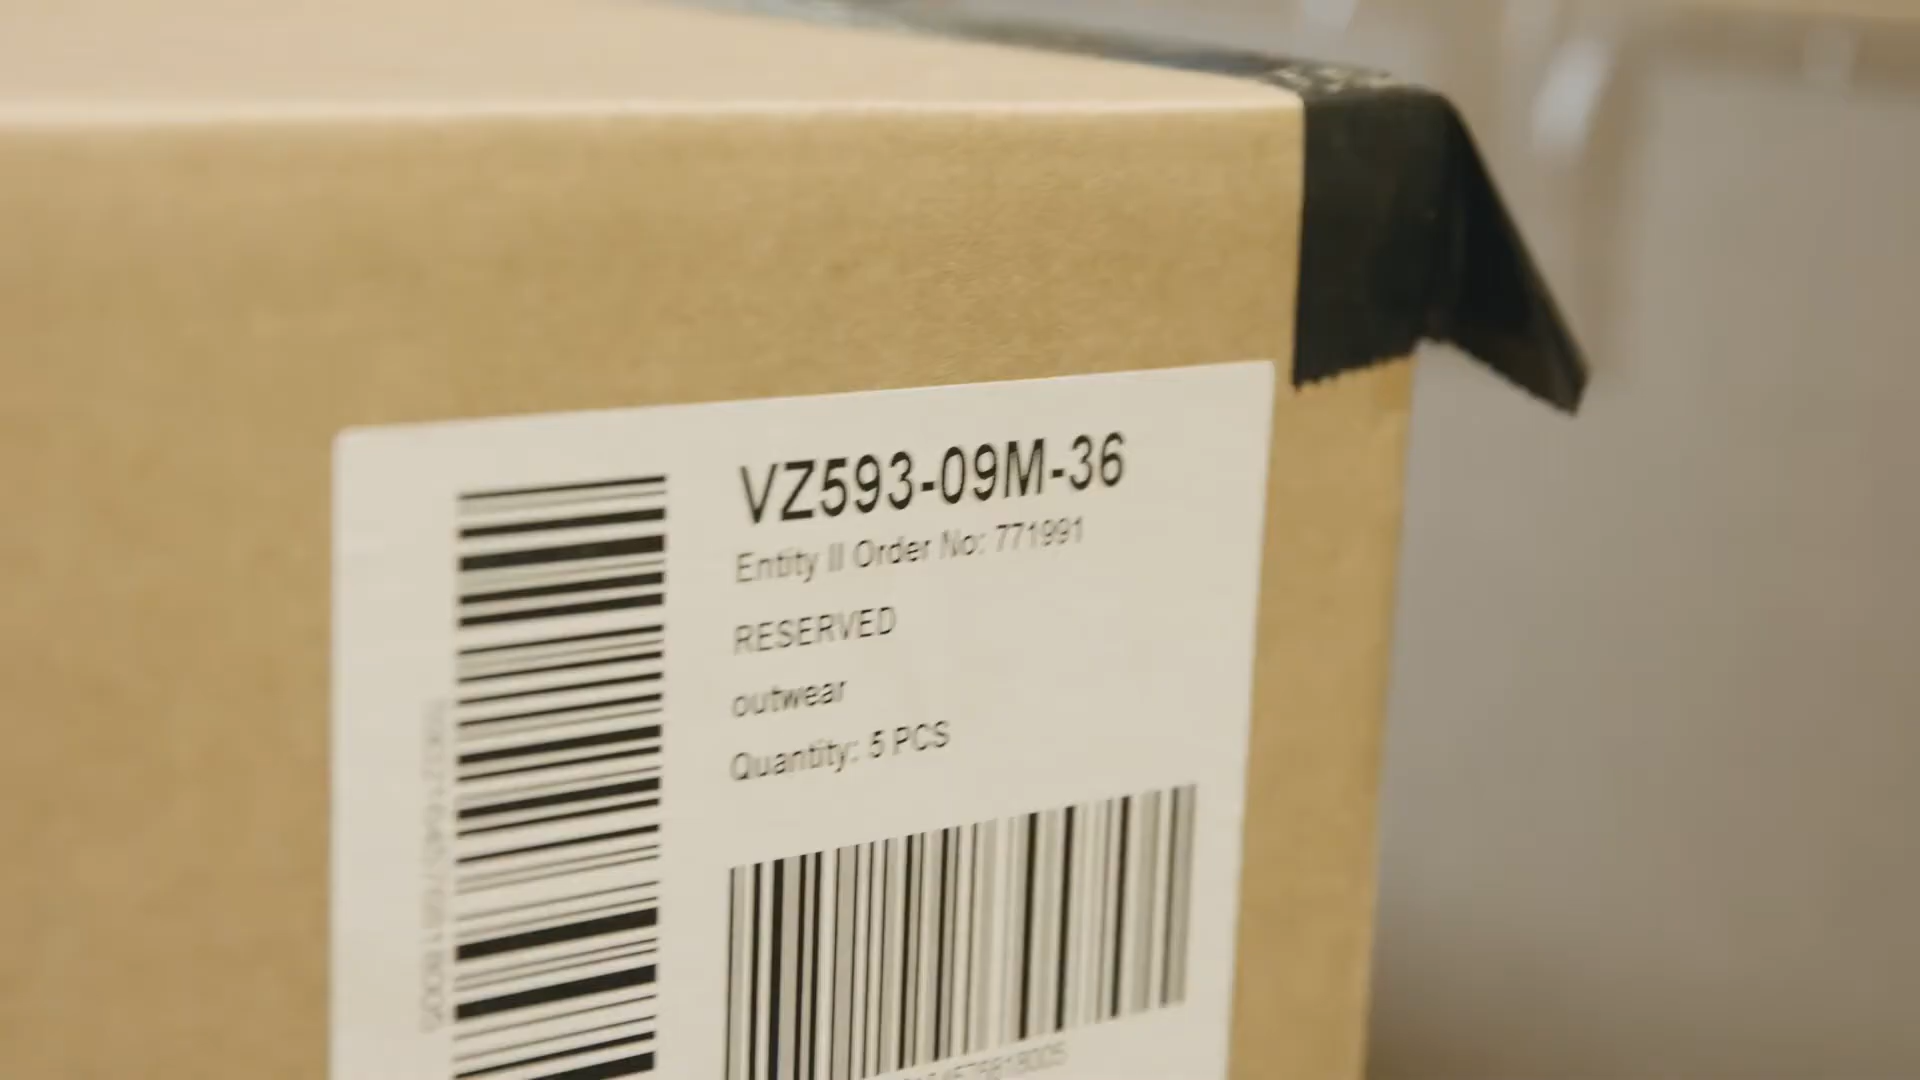 VZ593-09M-36
Entity II Order No: 771991
RESERVED
outwear
Quantity: 5 PCS